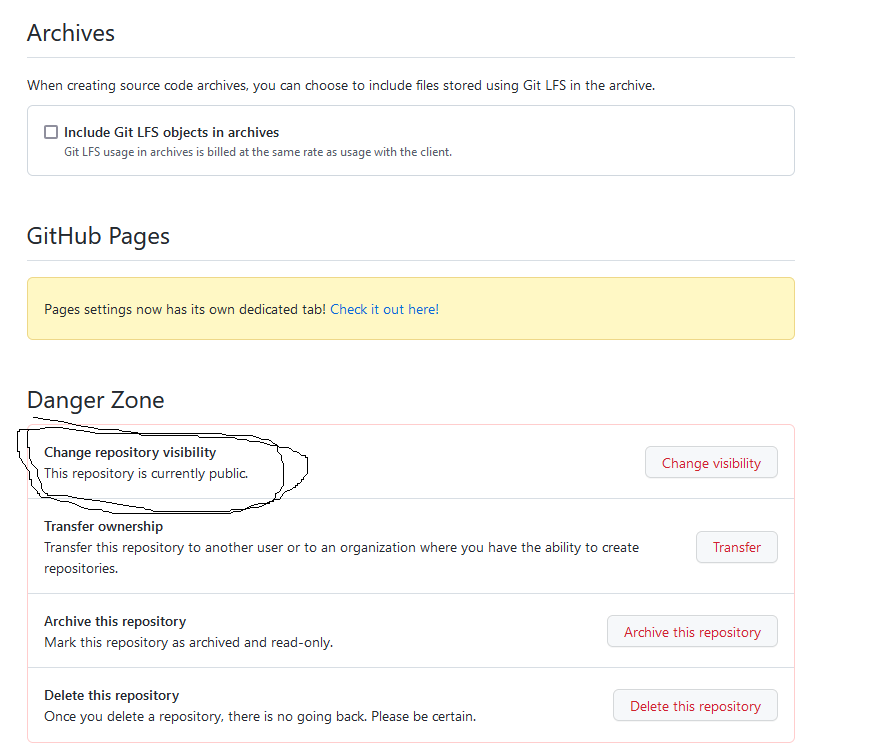 Archives
When creating source code archives, you can choose to include files stored using Git LFS in the archive.
Include Git LFS objects in archives
Git LFS usage in archives is billed at the same rate as usage with the client.
GitHub Pages
Pages settings now has its own dedicated tab! Check it out here!
Danger Zone
Change repository visibility
This repository is currently public.
Change visibility
Transfer ownership
Transfer this repository to another user or to an organization where you have the ability to create
repositories.
Transfer
Archive this repository
Mark this repository as archived and read-only.
Archive this repository
Delete this repository
Once you delete a repository, there is no going back. Please be certain.
Delete this repository